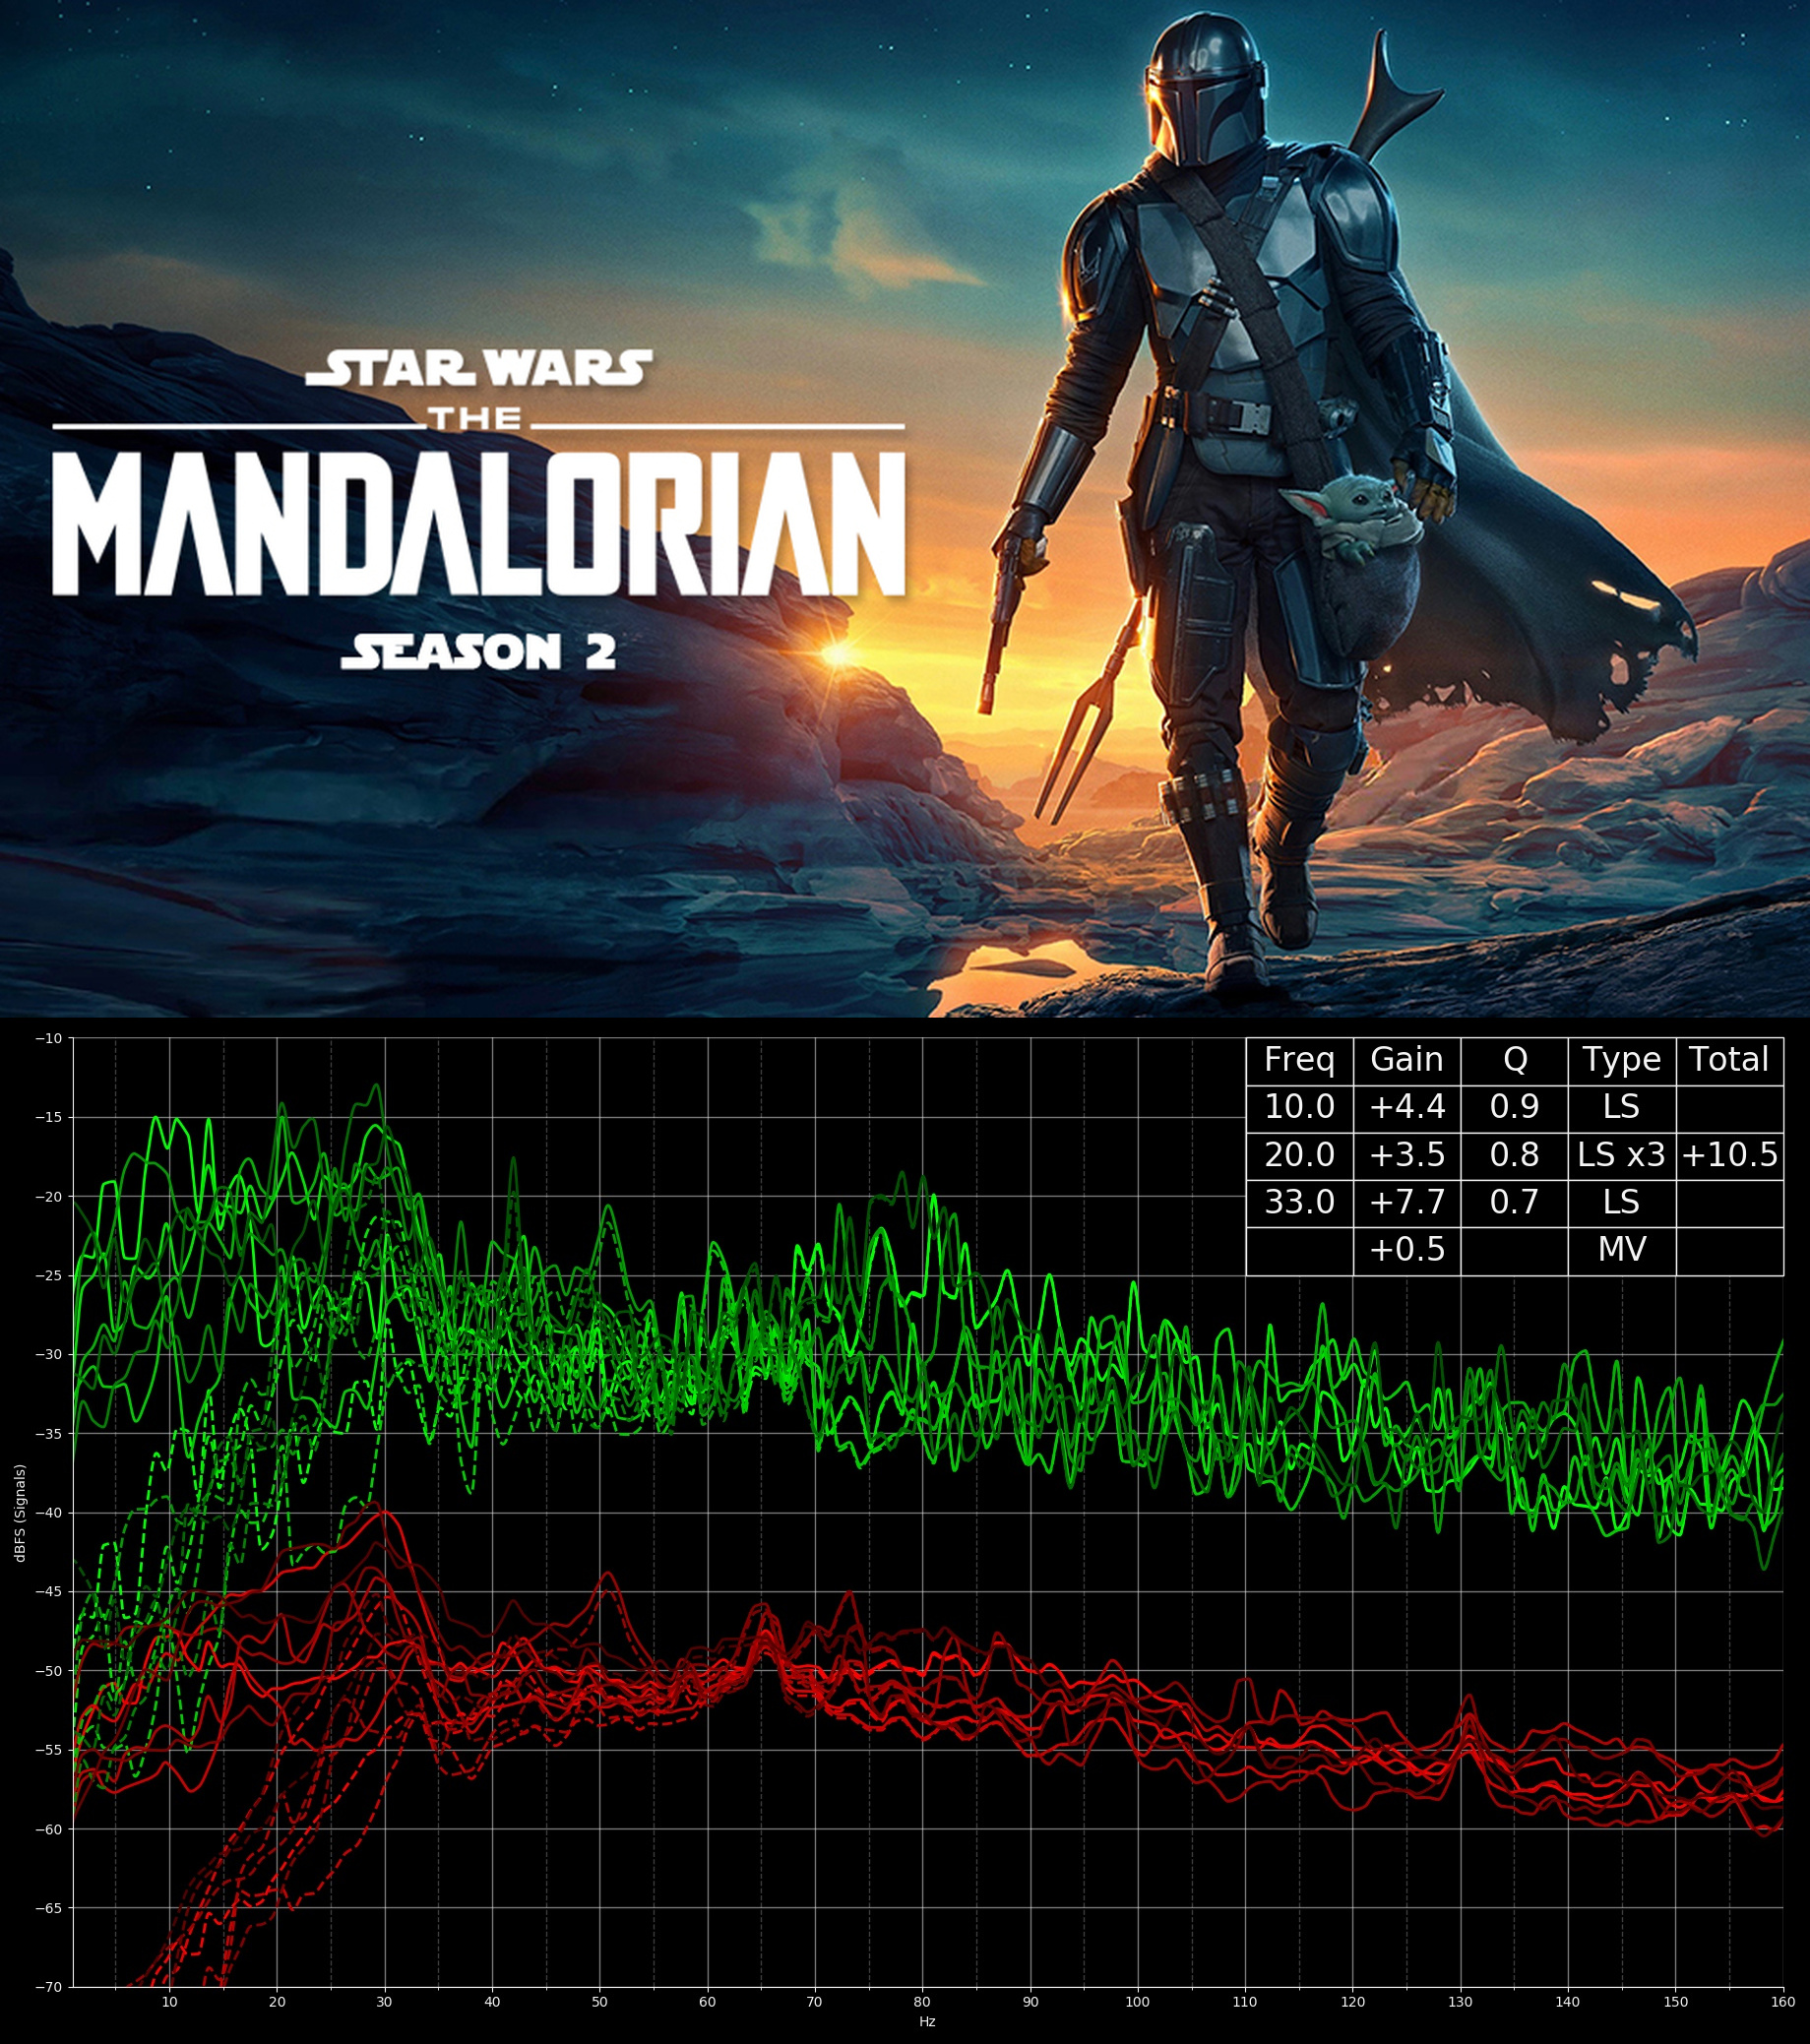 STAR WARS
THE
MANDALORIAN
SEASON 2
Freq Gain Q Type Total
10.0 +4.4 0.9 LS
20.0 +3.5 0.8 LS x3 +10.5
33.0 +7.7 0.7 LS
+0.5 MV
−10
−15
−20
−25
−30
−35
−40
−45
−50
−55
−60
−65
−70
dBFS (Signals)
10 20 30 40 50 60 70 80 90 100 110 120 130 140 150 160
Hz